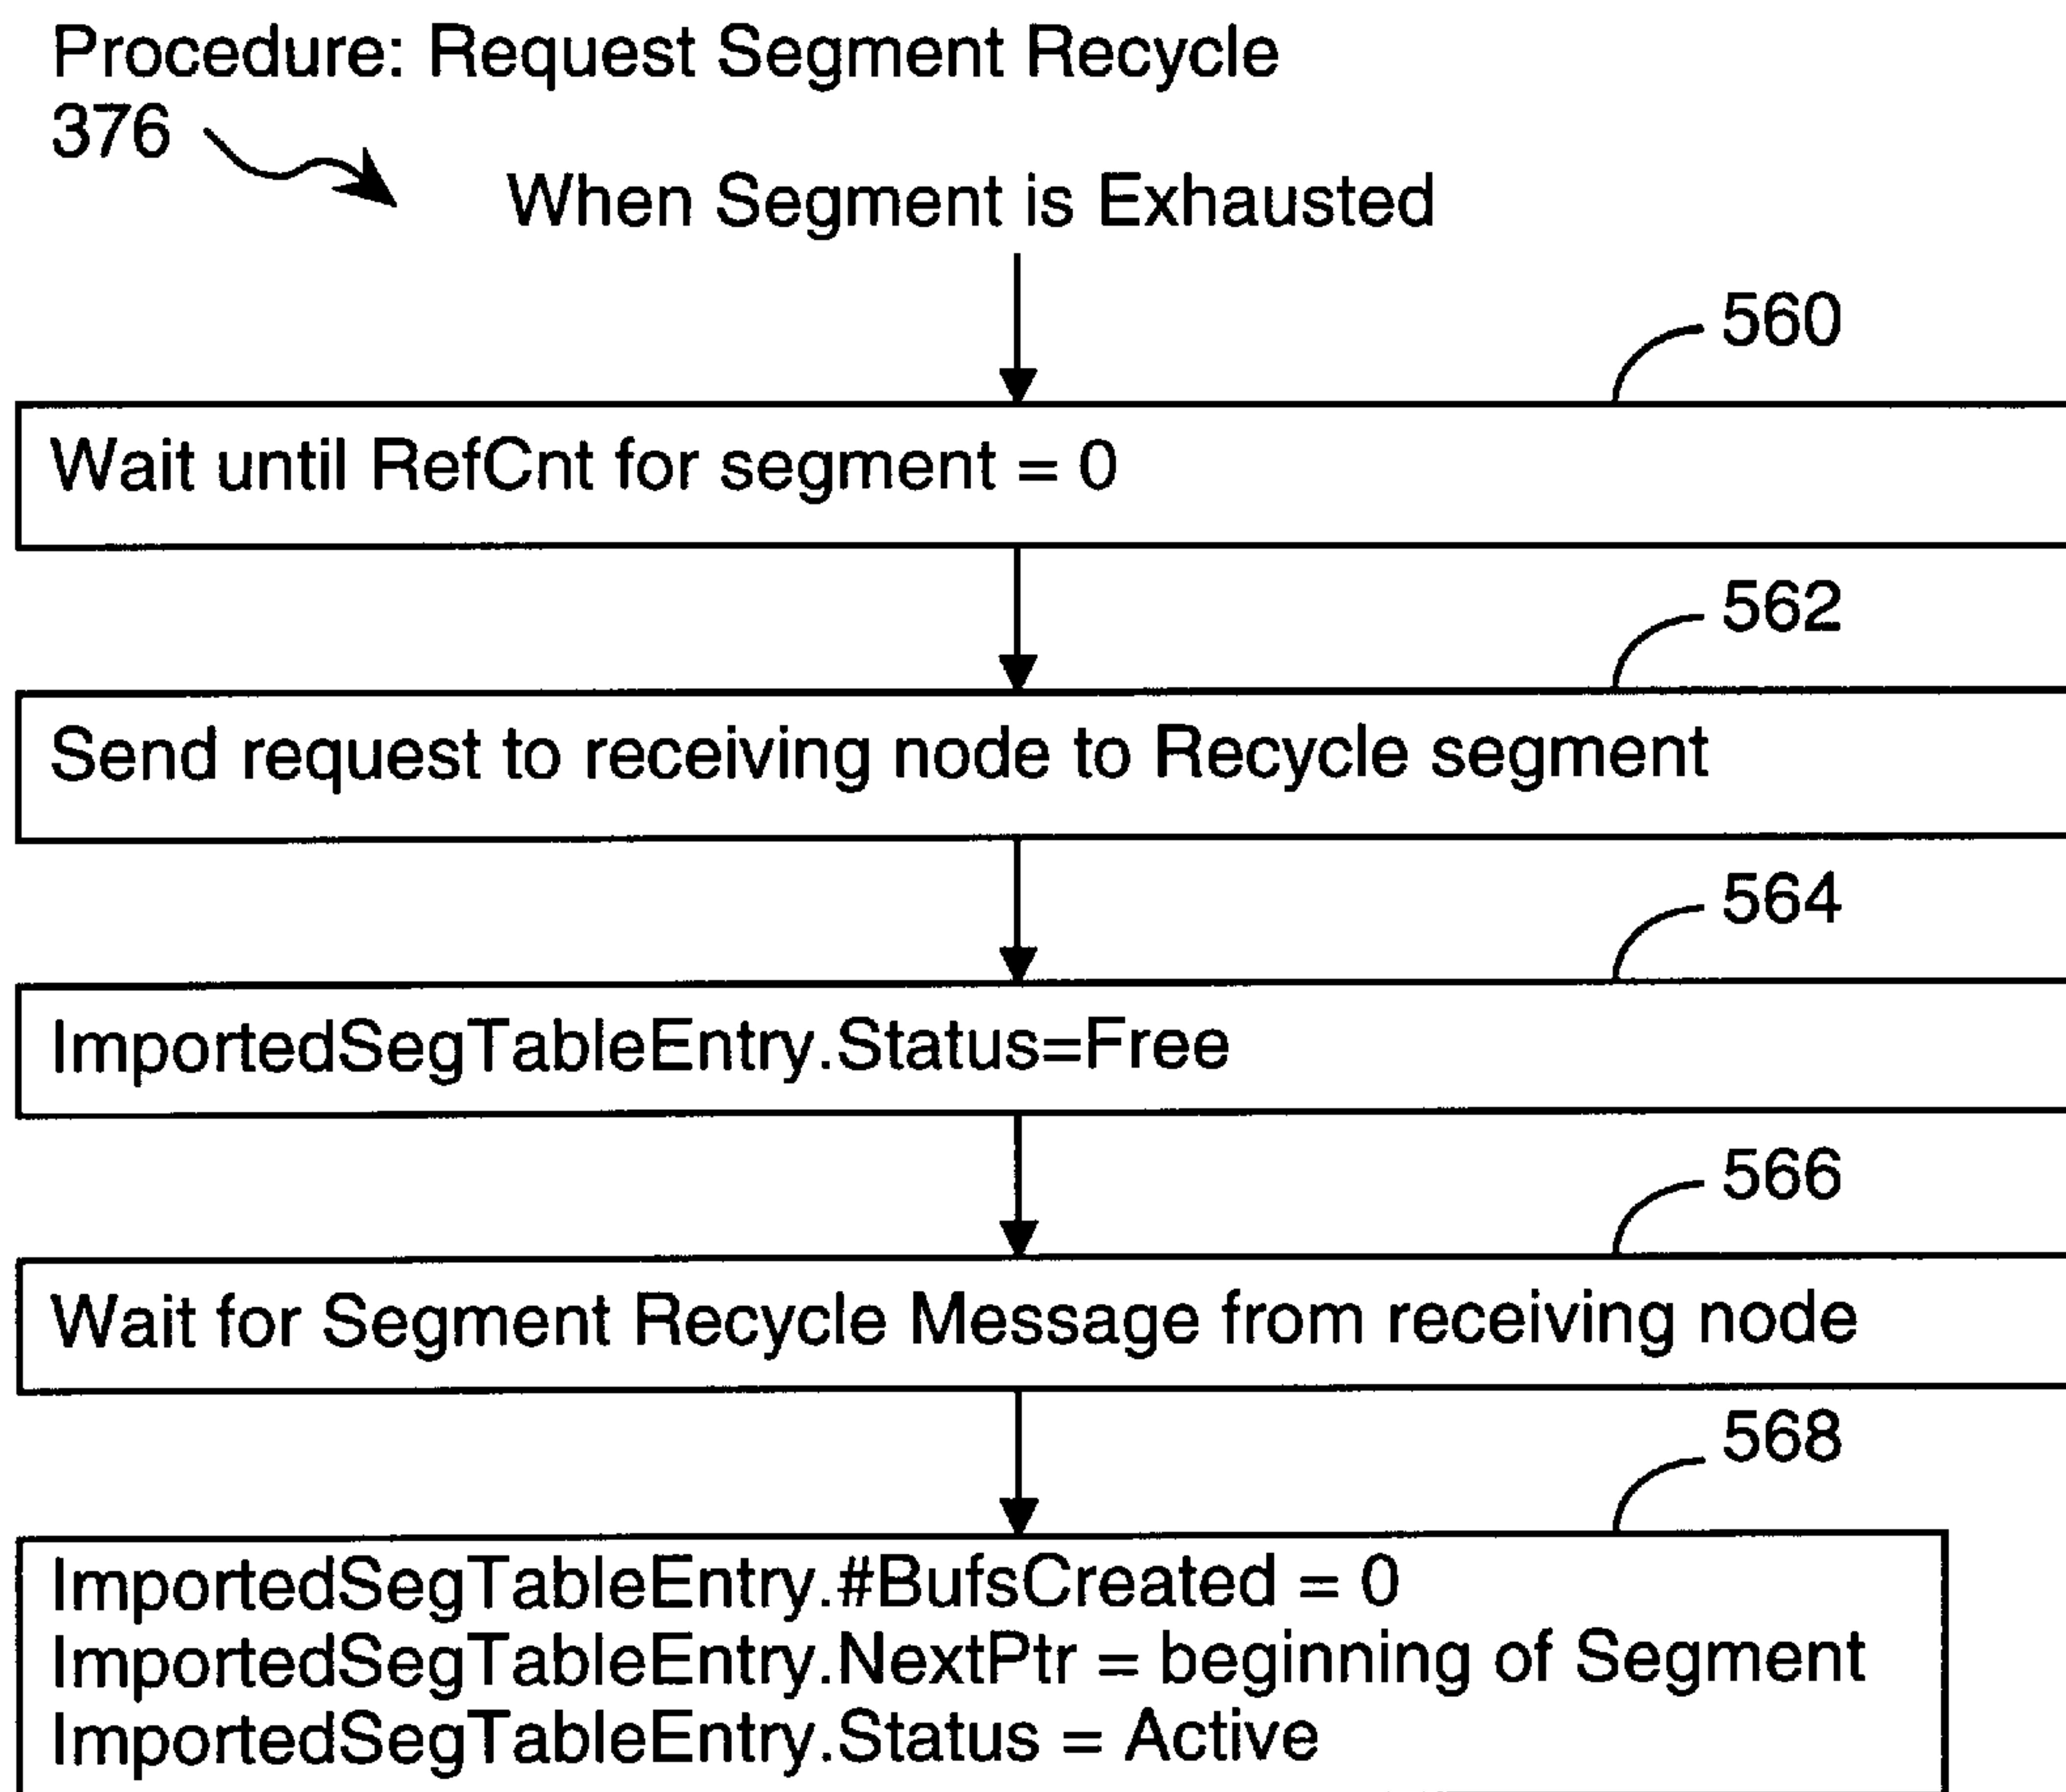 Procedure: Request Segment Recycle
376
When Segment is Exhausted
560
Wait until RefCnt for segment = 0
562
Send request to receiving node to Recycle segment
564
ImportedSegTableEntry.Status=Free
566
Wait for Segment Recycle Message from receiving node
568
ImportedSegTableEntry.#BufsCreated = 0
ImportedSegTableEntry.NextPtr = beginning of Segment
ImportedSegTableEntry.Status = Active